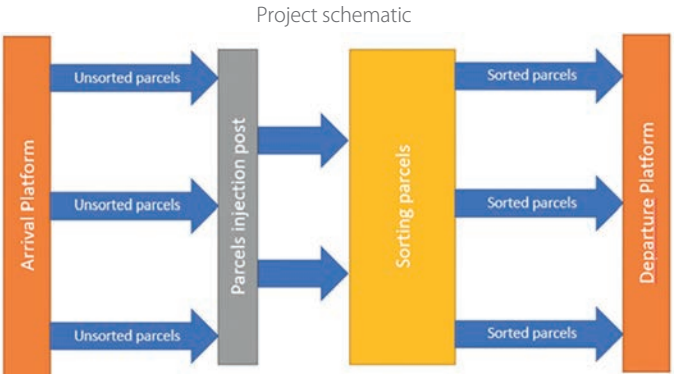 Project schematic
Arrival Platform
Unsorted parcels
Unsorted parcels
Unsorted parcels
Parcels injection post
Sorting parcels
Sorted parcels
Sorted parcels
Sorted parcels
Departure Platform